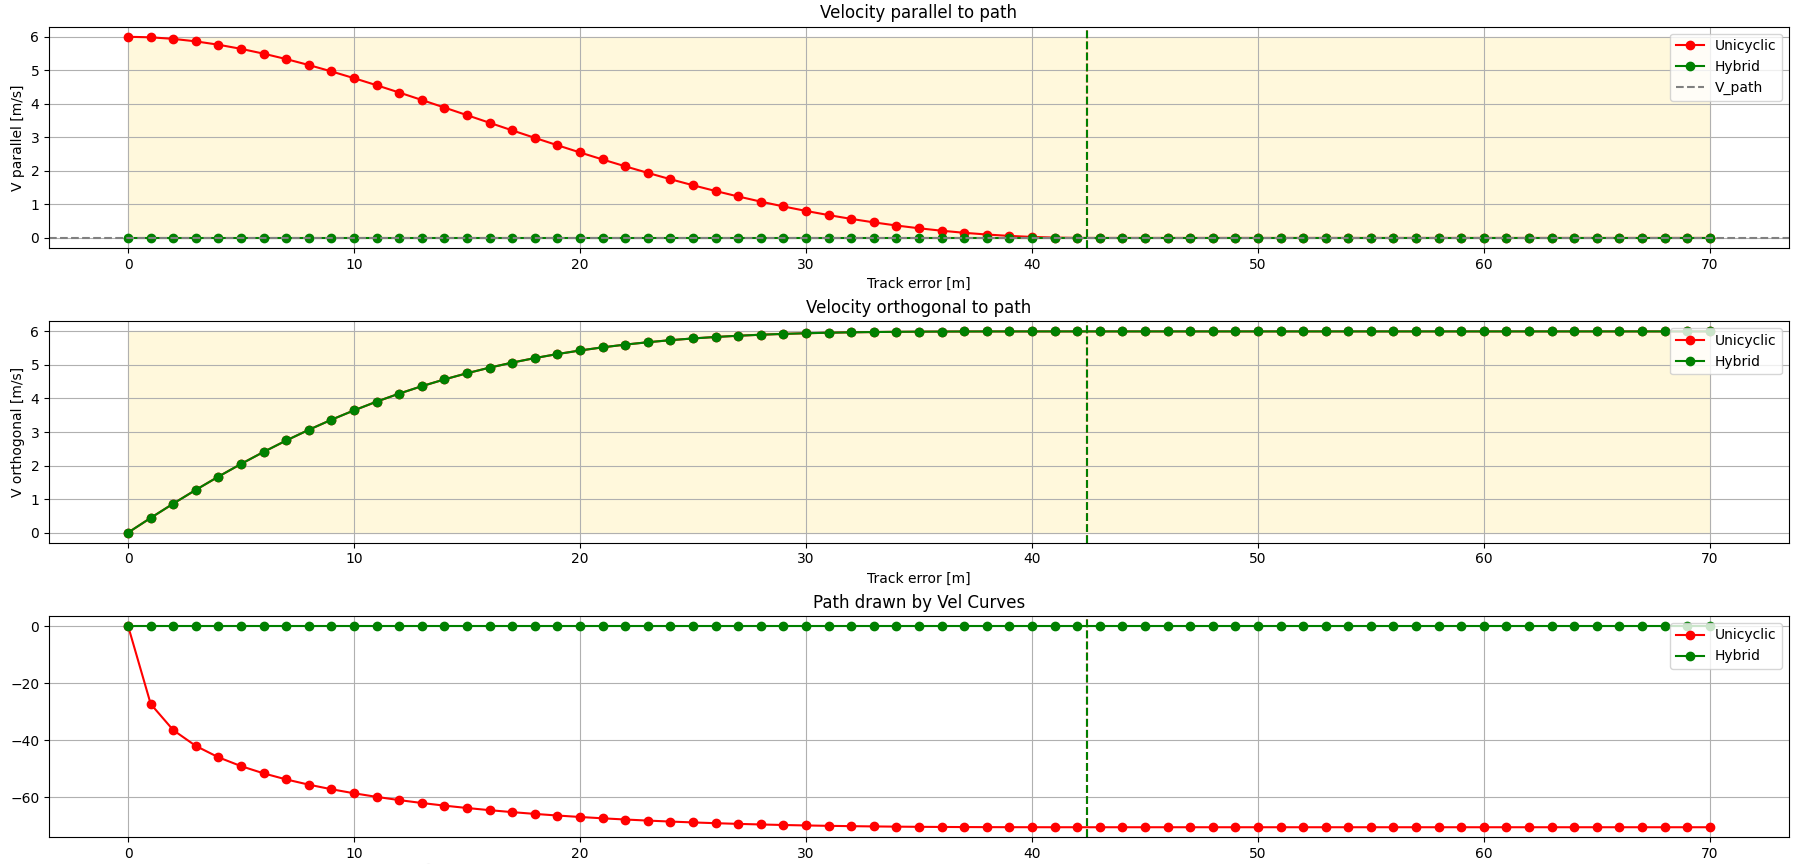 Velocity parallel to path
V parallel [m/s]
6
5
4
3
2
1
0
Unicyclic
Hybrid
V_path
0 10 20 30 40 50 60 70
Track error [m]
Velocity orthogonal to path
V orthogonal [m/s]
6
5
4
3
2
1
0
Unicyclic
Hybrid
0 10 20 30 40 50 60 70
Track error [m]
Path drawn by Vel Curves
0
−20
−40
−60
Unicyclic
Hybrid
0 10 20 30 40 50 60 70